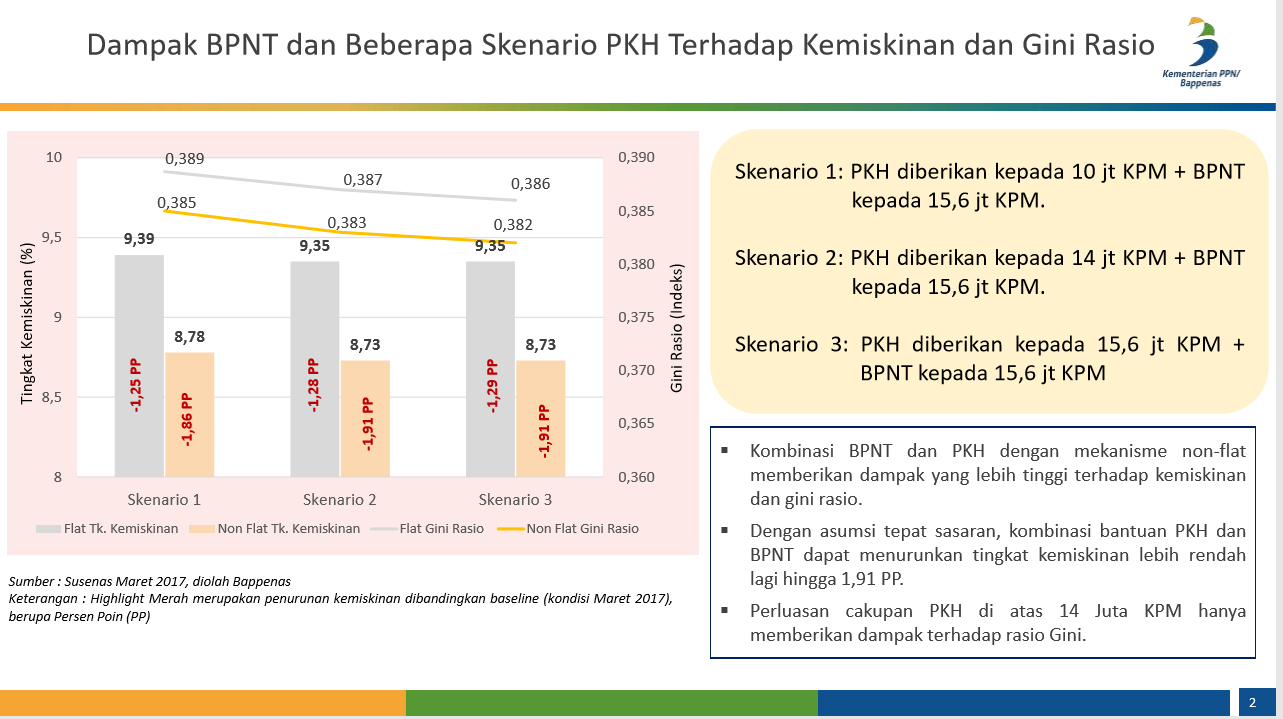 Dampak BPNT dan Beberapa Skenario PKH Terhadap Kemiskinan dan Gini Rasio
Kementerian PPN/
Bappenas
10
9,5
9
8,5
8
Tingkat Kemiskinan (%)
0,390
0,385
0,380
0,375
0,370
0,365
0,360
Gini Rasio (Indeks)
0,389
0,387
0,386
0,385
0,383
0,382
9,39
9,35
9,35
8,78
8,73
8,73
-1,25 PP
-1,86 PP
-1,28 PP
-1,91 PP
-1,29 PP
-1,91 PP
Skenario 1
Skenario 2
Skenario 3
Flat Tk. Kemiskinan
Non Flat Tk. Kemiskinan
Flat Gini Rasio
Non Flat Gini Rasio
Sumber : Susenas Maret 2017, diolah Bappenas
Keterangan : Highlight Merah merupakan penurunan kemiskinan dibandingkan baseline (kondisi Maret 2017),
berupa Persen Poin (PP)
Skenario 1: PKH diberikan kepada 10 jt KPM + BPNT
kepada 15,6 jt KPM.
Skenario 2: PKH diberikan kepada 14 jt KPM + BPNT
kepada 15,6 jt KPM.
Skenario 3: PKH diberikan kepada 15,6 jt KPM +
BPNT kepada 15,6 jt KPM
▪ Kombinasi BPNT dan PKH dengan mekanisme non-flat
memberikan dampak yang lebih tinggi terhadap kemiskinan
dan gini rasio.
▪ Dengan asumsi tepat sasaran, kombinasi bantuan PKH dan
BPNT dapat menurunkan tingkat kemiskinan lebih rendah
lagi hingga 1,91 PP.
▪ Perluasan cakupan PKH di atas 14 Juta KPM hanya
memberikan dampak terhadap rasio Gini.
2